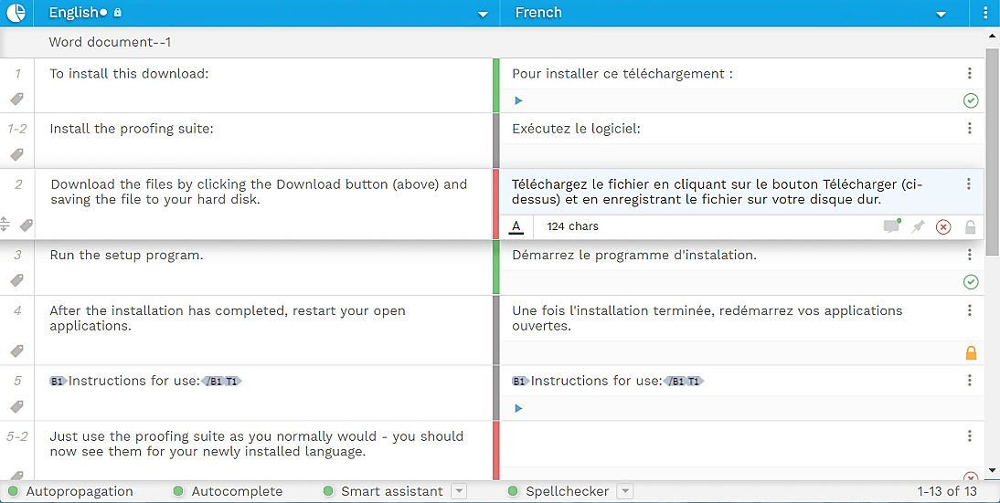 English French
Word document--1
1 To install this download: Pour installer ce téléchargement :
1-2 Install the proofing suite: Exécutez le logiciel:
2 Download the files by clicking the Download button (above) and Téléchargez le fichier en cliquant sur le bouton Télécharger (ci-
saving the file to your hard disk. dessus) et en enregistrant le fichier sur votre disque dur.
A 124 chars
3 Run the setup program. Démarrez le programme d'instalation.
4 After the installation has completed, restart your open Une fois l'installation terminée, redémarrez vos applications
applications. ouvertes.
5 B1 Instructions for use: /B1 T1 B1 Instructions for use: /B1 T1
5-2 Just use the proofing suite as you normally would - you should
now see them for your newly installed language.
Autopropagation Autocomplete Smart assistant Spellchecker 1-13 of 13